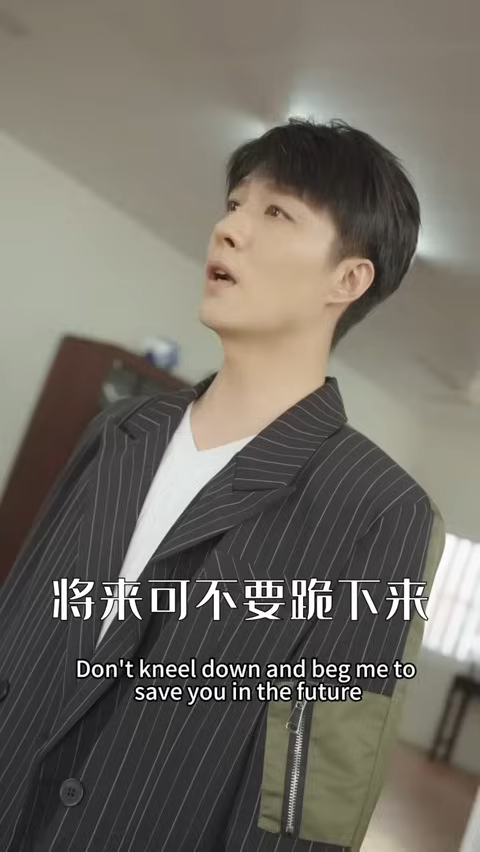 将来可不要跪下来
Don't kneel down and beg me to
save you in the future